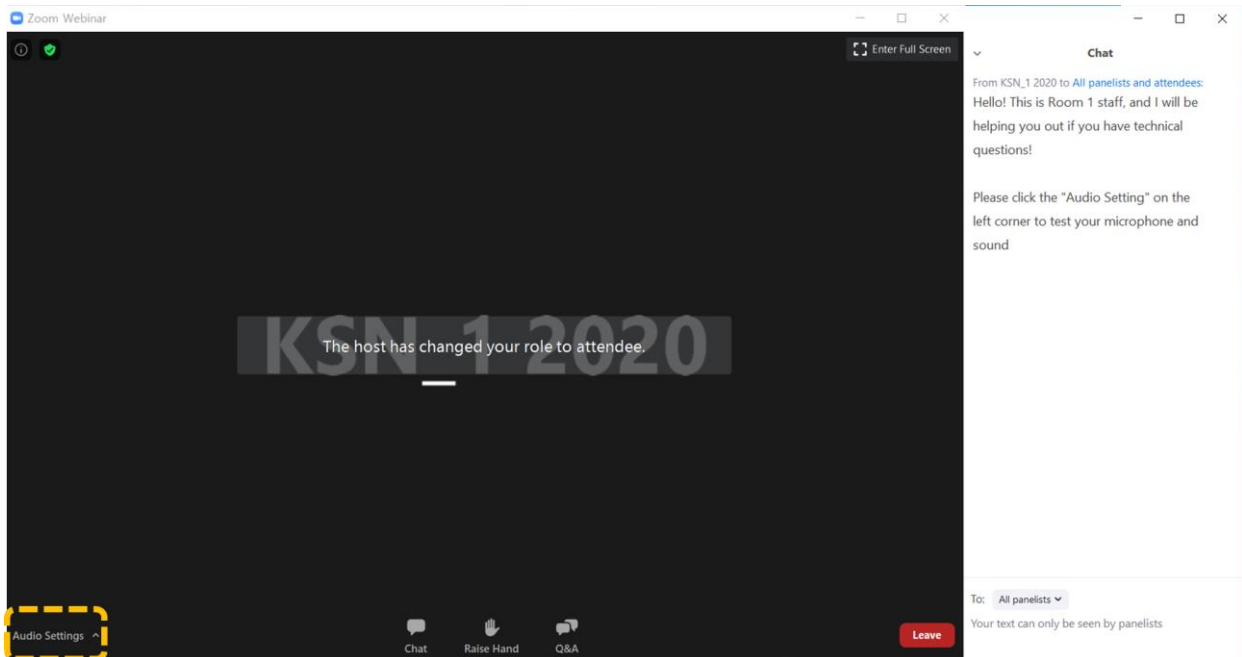 Zoom Webinar
Enter Full Screen
KSN_1 2020
The host has changed your role to attendee.
Audio Settings
Chat
Raise Hand
Q&A
Leave
Chat
From KSN_1 2020 to All panelists and attendees:
Hello! This is Room 1 staff, and I will be
helping you out if you have technical
questions!
Please click the "Audio Setting" on the
left corner to test your microphone and
sound
To: All panelists
Your text can only be seen by panelists